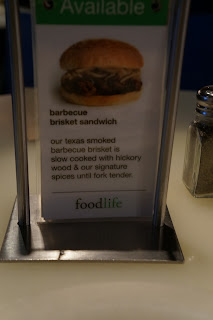 Available
barbecue
brisket sandwich
our texas smoked
barbecue brisket is
slow cooked with hickory
wood & our signature
spices until fork tender.
foodlife